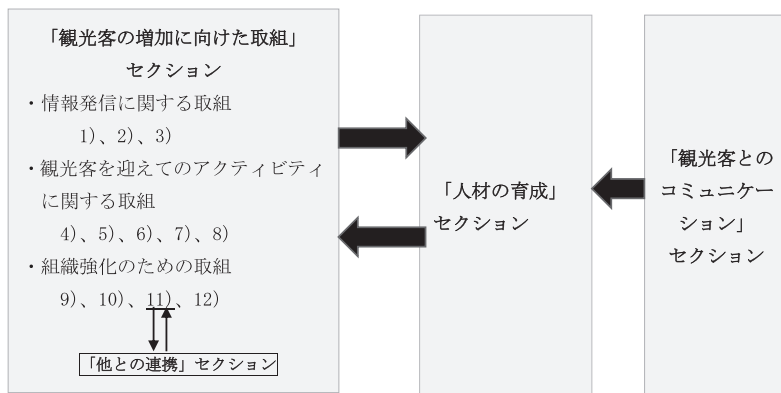 「観光客の増加に向けた取組」
セクション
・情報発信に関する取組
1)、2)、3)
・観光客を迎えてのアクティビティ
に関する取組
4)、5)、6)、7)、8)
・組織強化のための取組
9)、10)、11)、12)
「他との連携」セクション
「人材の育成」
セクション
「観光客との
コミュニケー
ション」
セクション